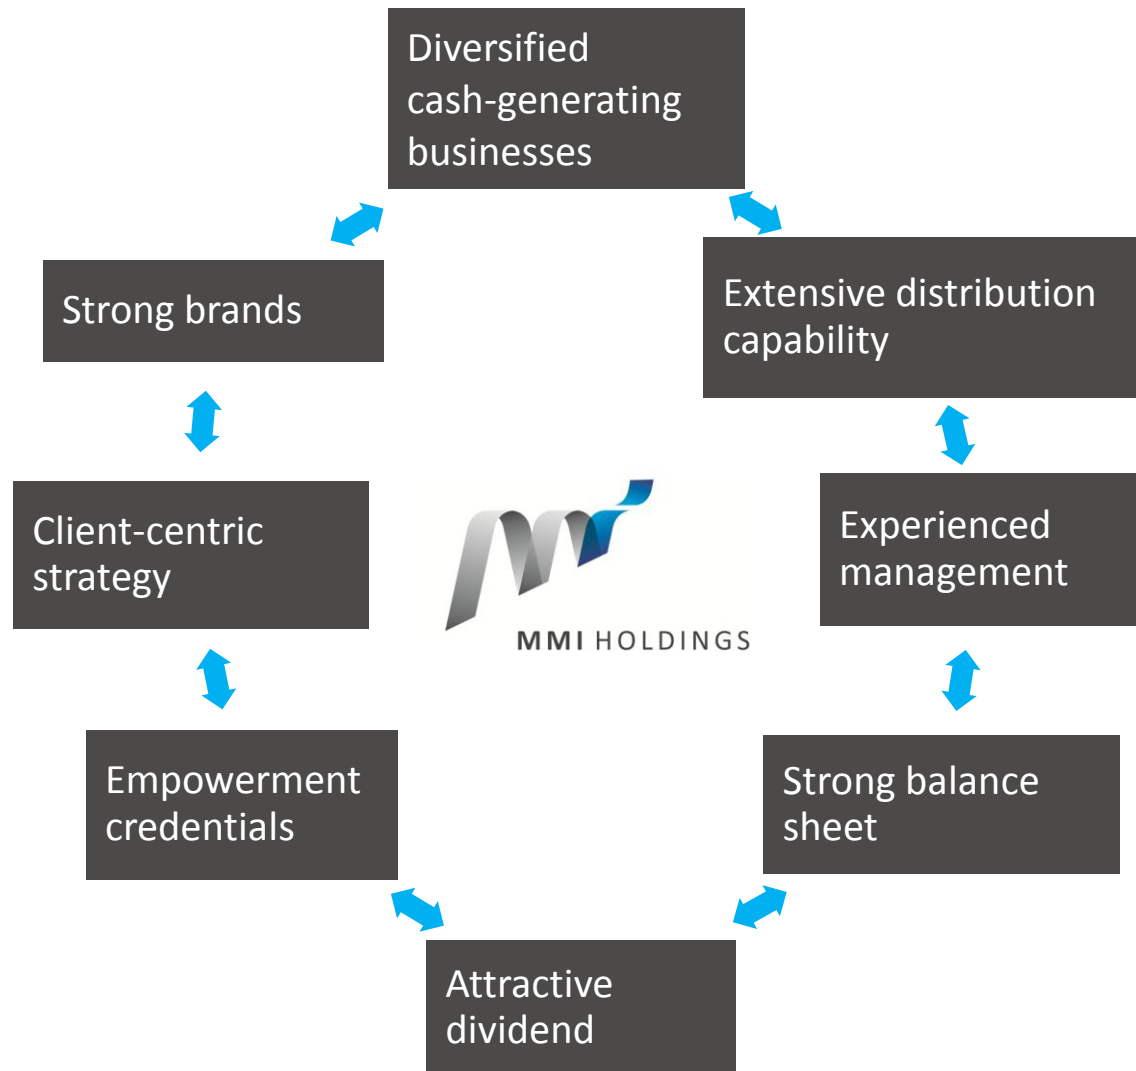 Diversified
cash-generating
businesses
Strong brands
Extensive distribution
capability
Client-centric
strategy
MMI HOLDINGS
Experienced
management
Empowerment
credentials
Strong balance
sheet
Attractive
dividend